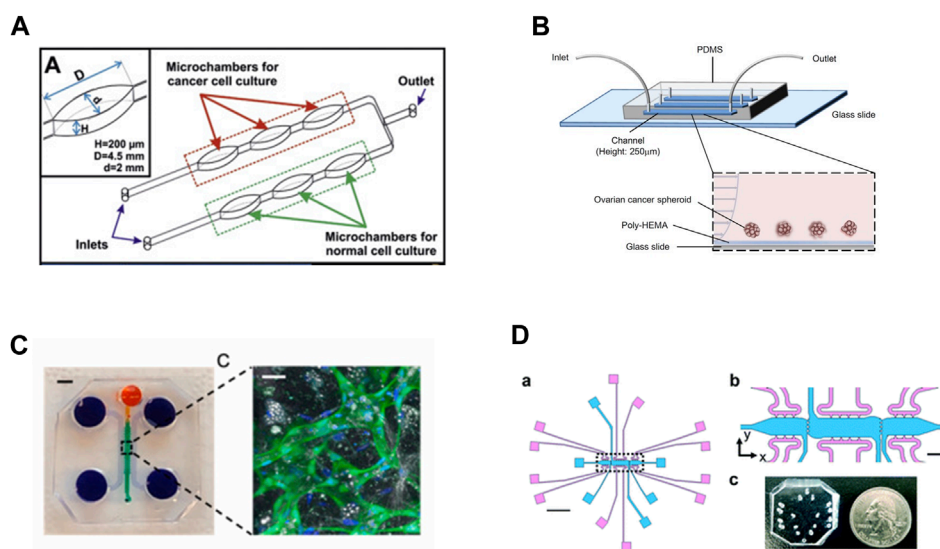 A
A
D
d
H
H=200 µm
D=4.5 mm
d=2 mm
Microchambers for
cancer cell culture
Outlet
Inlets
Microchambers for
normal cell culture
B
PDMS
Inlet
Outlet
Glass slide
Channel
(Height: 250µm)
Ovarian cancer spheroid
Poly-HEMA
Glass slide
C
C
D
a
b
y
x
c